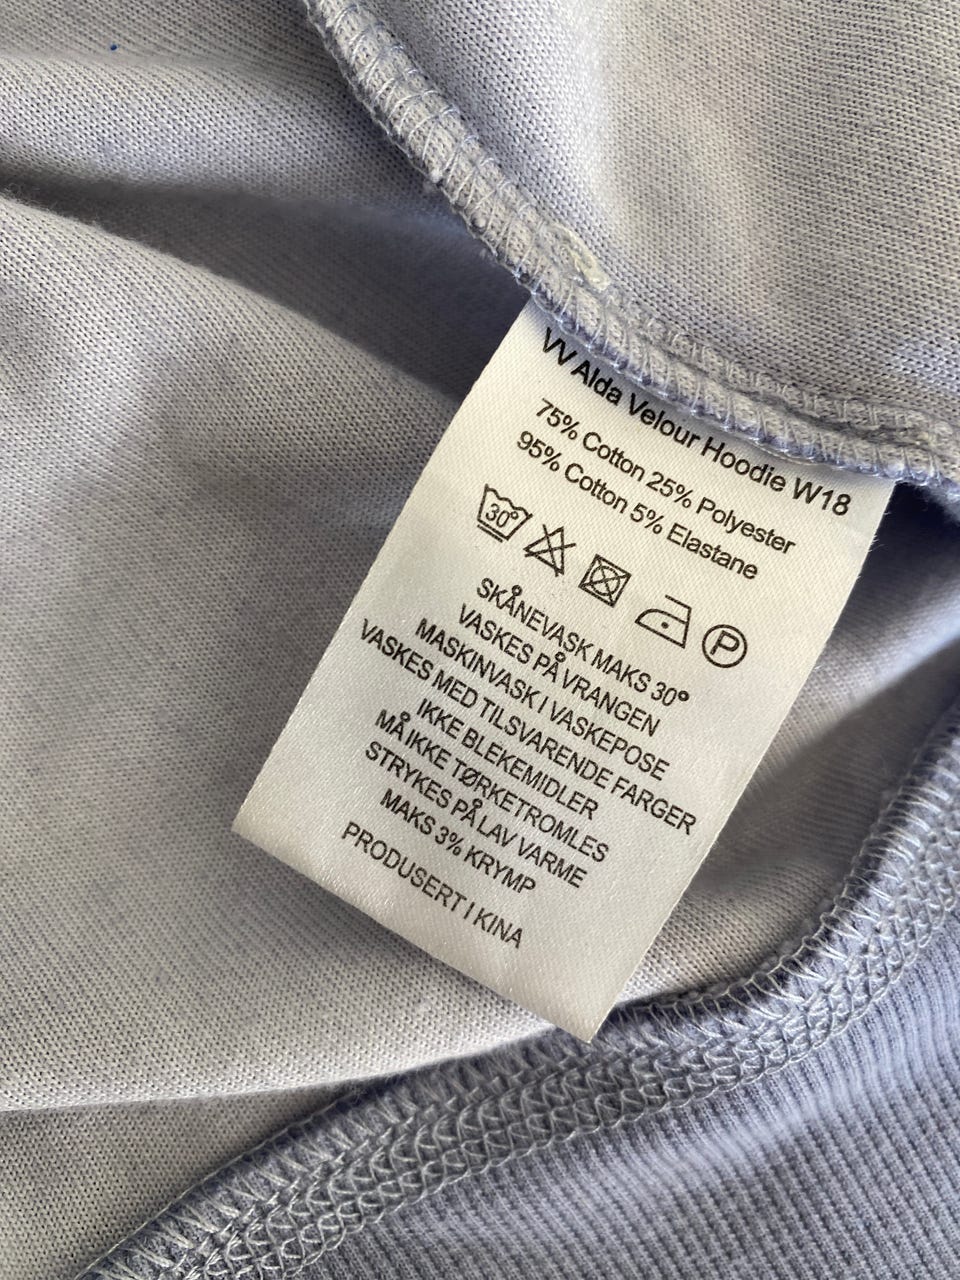 VV Alda Velour Hoodie W18
75% Cotton 25% Polyester
95% Cotton 5% Elastane
30° P
SKÅNEVASK MAKS 30°
VASKES PÅ VRANGEN
MASKINVASK I VASKEPOSE
VASKES MED TILSVARENDE FARGER
IKKE BLEKEMIDLER
MÅ IKKE TØRKETROMLES
STRYKES PÅ LAV VARME
MAKS 3% KRYMP
PRODUSERT I KINA